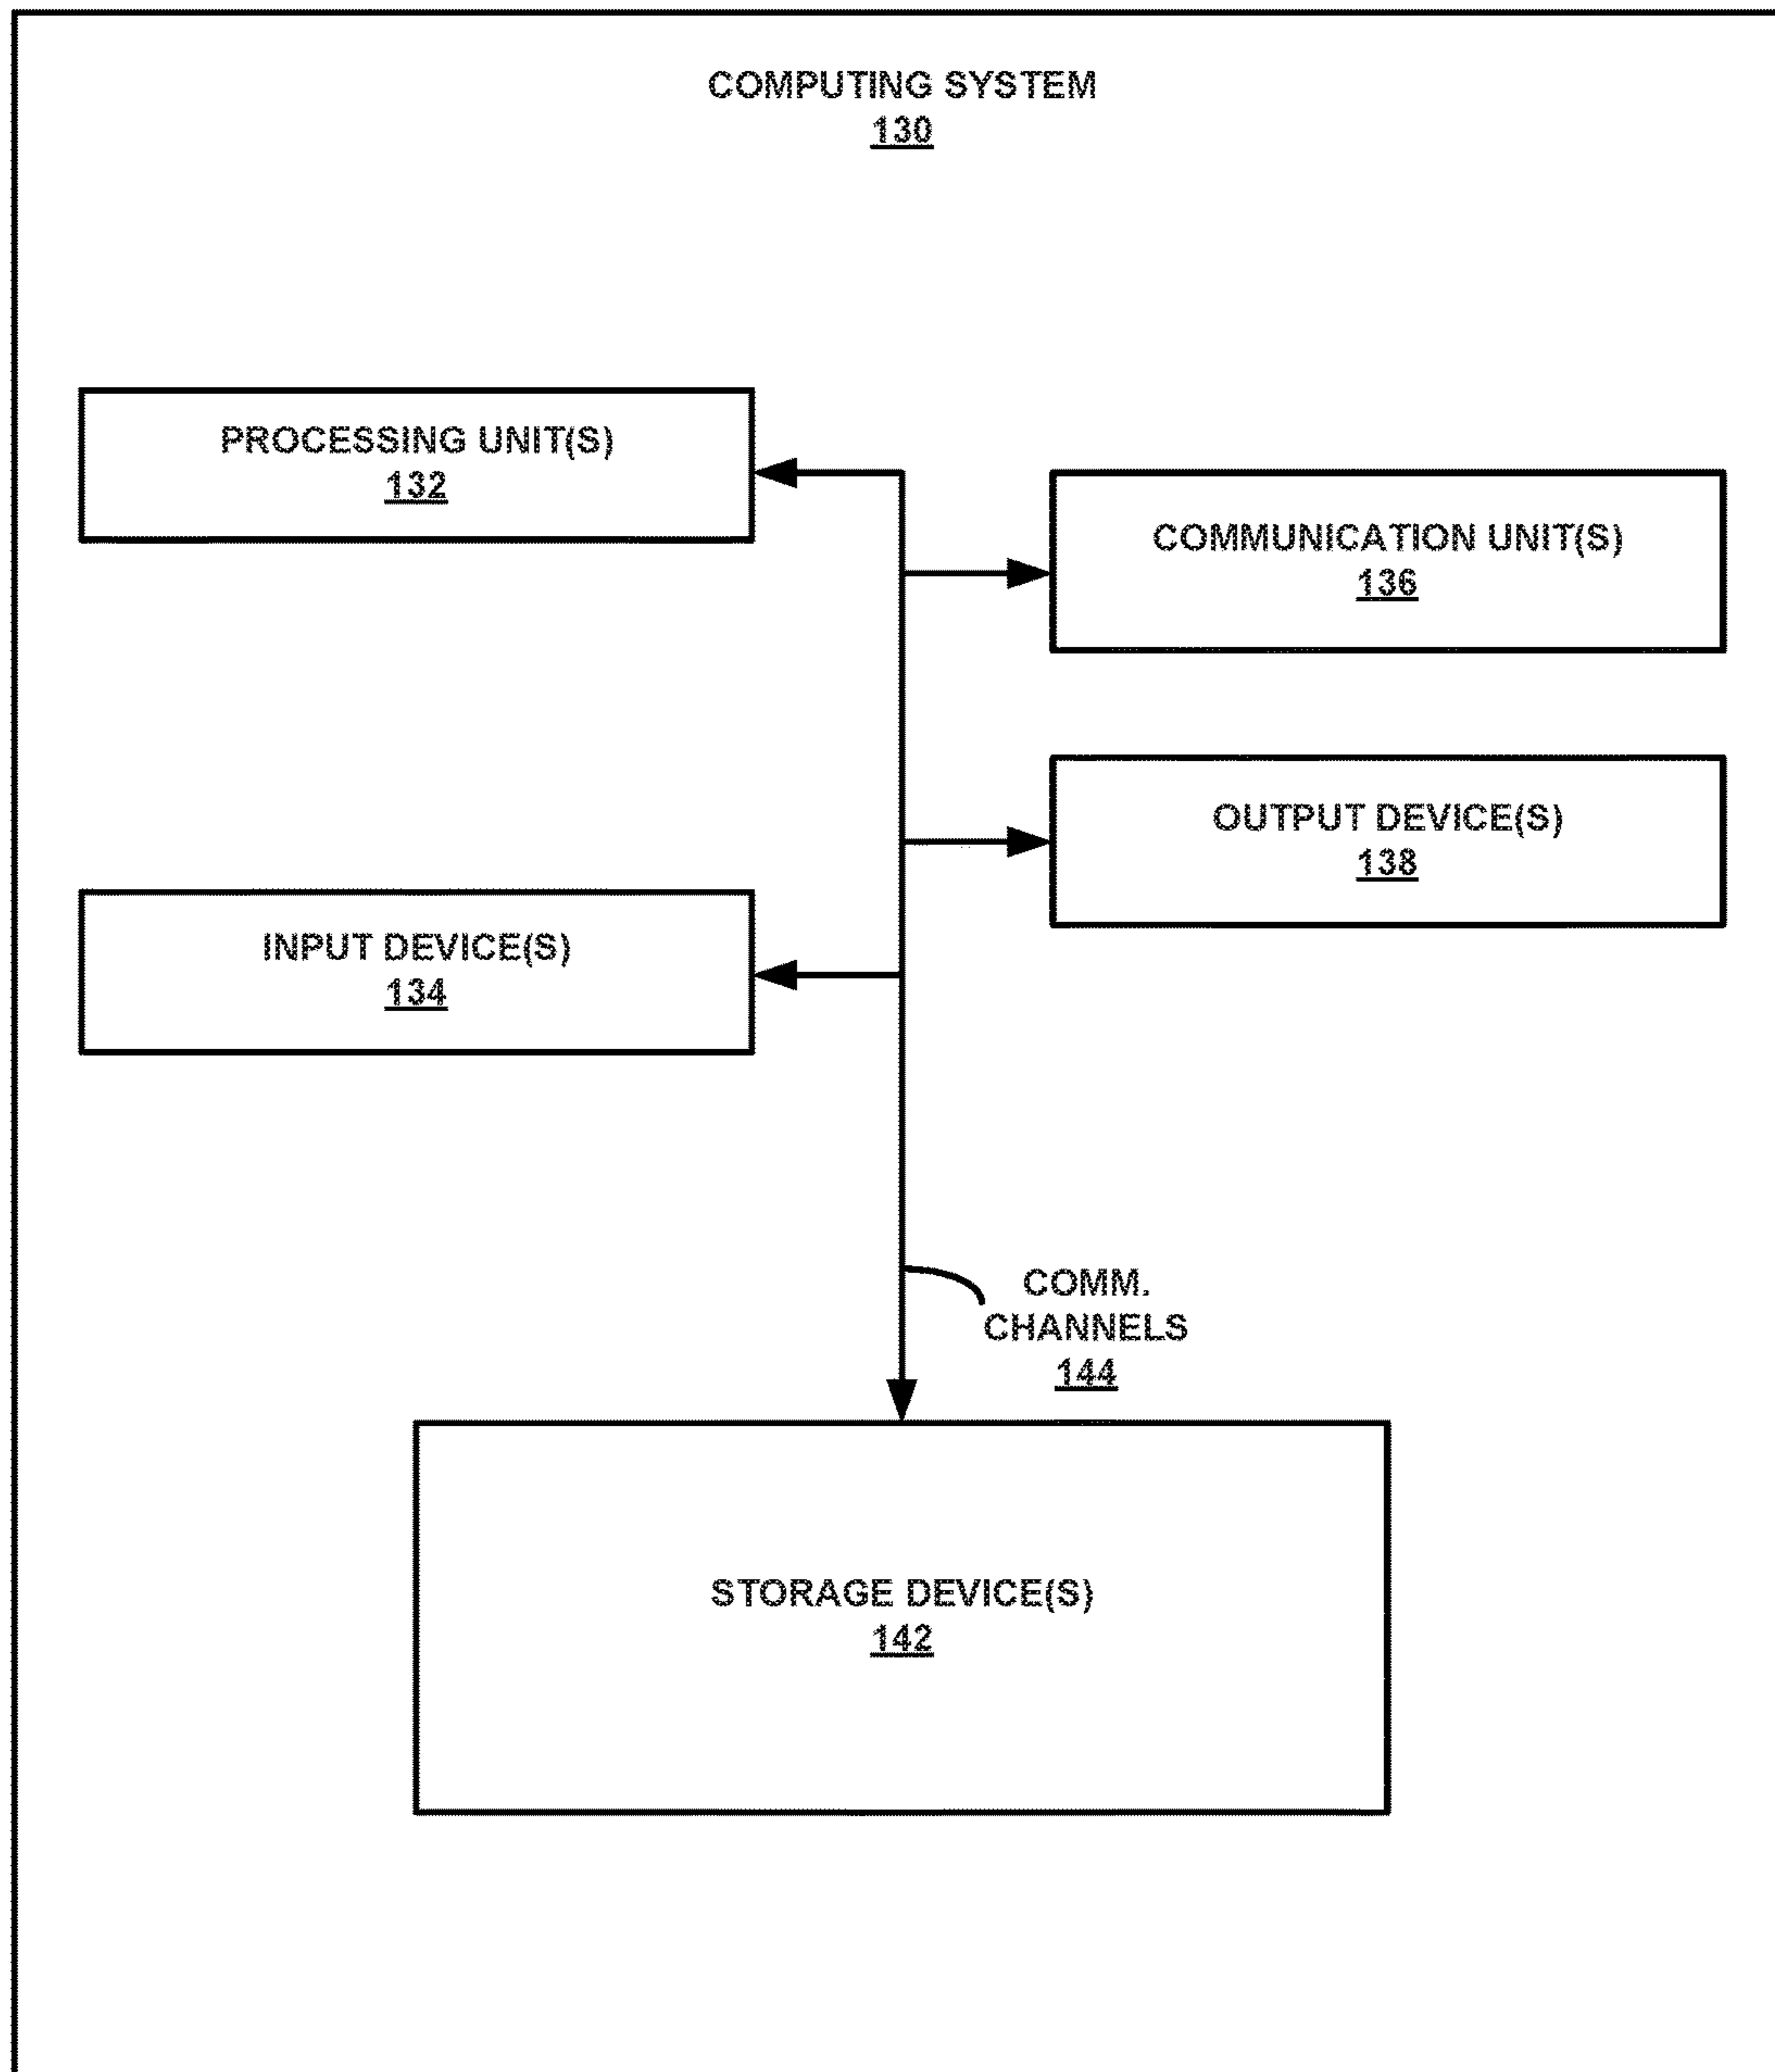 COMPUTING SYSTEM
130
PROCESSING UNIT(S)
132
COMMUNICATION UNIT(S)
136
OUTPUT DEVICE(S)
138
INPUT DEVICE(S)
134
COMM.
CHANNELS
144
STORAGE DEVICE(S)
142